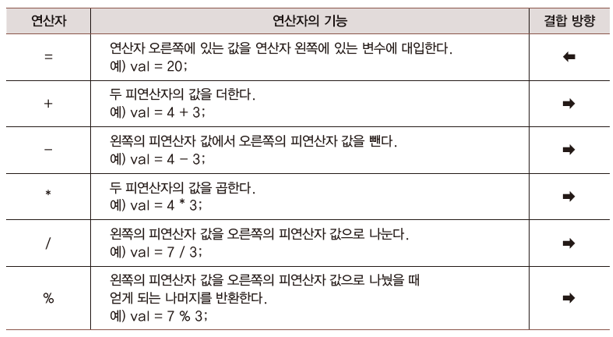 연산자 연산자의 기능 결합 방향
= 연산자 오른쪽에 있는 값을 연산자 왼쪽에 있는 변수에 대입한다. ⬅
예) val = 20;
+ 두 피연산자의 값을 더한다. ➡
예) val = 4 + 3;
− 왼쪽의 피연산자 값에서 오른쪽의 피연산자 값을 뺀다. ➡
예) val = 4 − 3;
* 두 피연산자의 값을 곱한다. ➡
예) val = 4 * 3;
/ 왼쪽의 피연산자 값을 오른쪽의 피연산자 값으로 나눈다. ➡
예) val = 7 / 3;
% 왼쪽의 피연산자 값을 오른쪽의 피연산자 값으로 나눴을 때 ➡
얻게 되는 나머지를 반환한다.
예) val = 7 % 3;